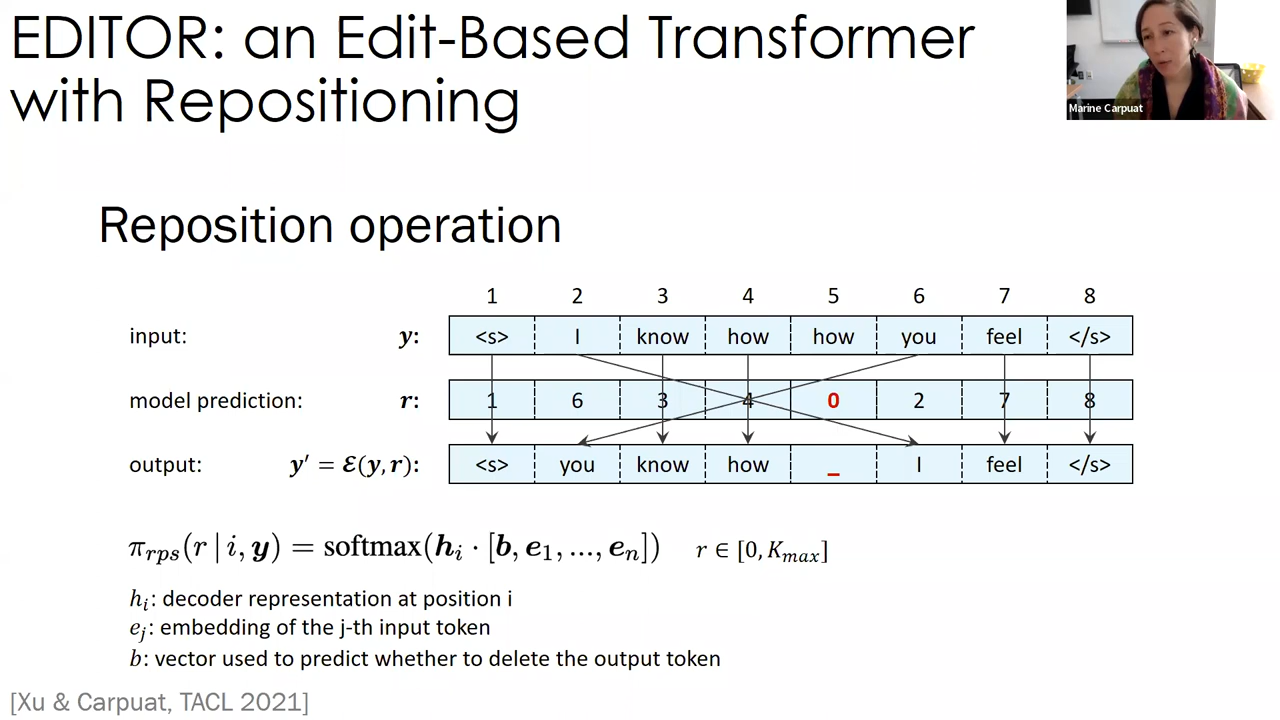 EDITOR: an Edit-Based Transformer
with Repositioning
Marine Carpuat
Reposition operation
1 2 3 4 5 6 7 8
input: y: <s> I know how how you feel </s>
model prediction: r: 1 6 3 4 0 2 7 8
output: y′ = ℰ(y, r): <s> you know how _ I feel </s>
π_rps(r | i, y) = softmax(h_i · [b, e_1, ..., e_n]) r ∈ [0, K_max]
h_i: decoder representation at position i
e_j: embedding of the j-th input token
b: vector used to predict whether to delete the output token
[Xu & Carpuat, TACL 2021]